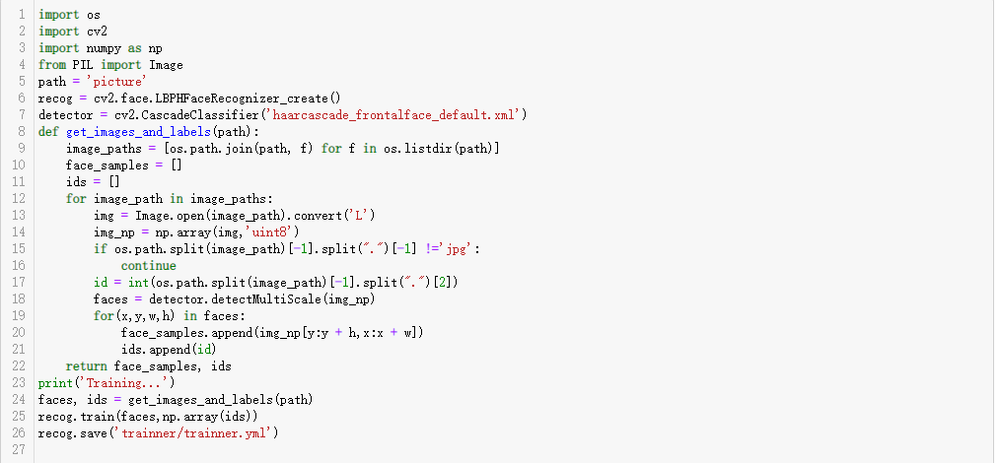 1 import os
2 import cv2
3 import numpy as np
4 from PIL import Image
5 path = 'picture'
6 recog = cv2.face.LBPHFaceRecognizer_create()
7 detector = cv2.CascadeClassifier('haarcascade_frontalface_default.xml')
8 def get_images_and_labels(path):
9     image_paths = [os.path.join(path, f) for f in os.listdir(path)]
10     face_samples = []
11     ids = []
12     for image_path in image_paths:
13         img = Image.open(image_path).convert('L')
14         img_np = np.array(img,'uint8')
15         if os.path.split(image_path)[-1].split(".")[-1] !='jpg':
16             continue
17         id = int(os.path.split(image_path)[-1].split(".")[2])
18         faces = detector.detectMultiScale(img_np)
19         for(x,y,w,h) in faces:
20             face_samples.append(img_np[y:y + h,x:x + w])
21             ids.append(id)
22     return face_samples, ids
23 print('Training...')
24 faces, ids = get_images_and_labels(path)
25 recog.train(faces,np.array(ids))
26 recog.save('trainner/trainner.yml')
27